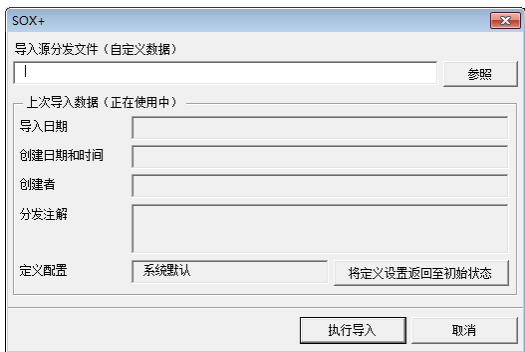 SOX+
导入源分发文件（自定义数据）
参照
上次导入数据（正在使用中）
导入日期
创建日期和时间
创建者
分发注解
定义配置 系统默认 将定义设置返回至初始状态
执行导入 取消